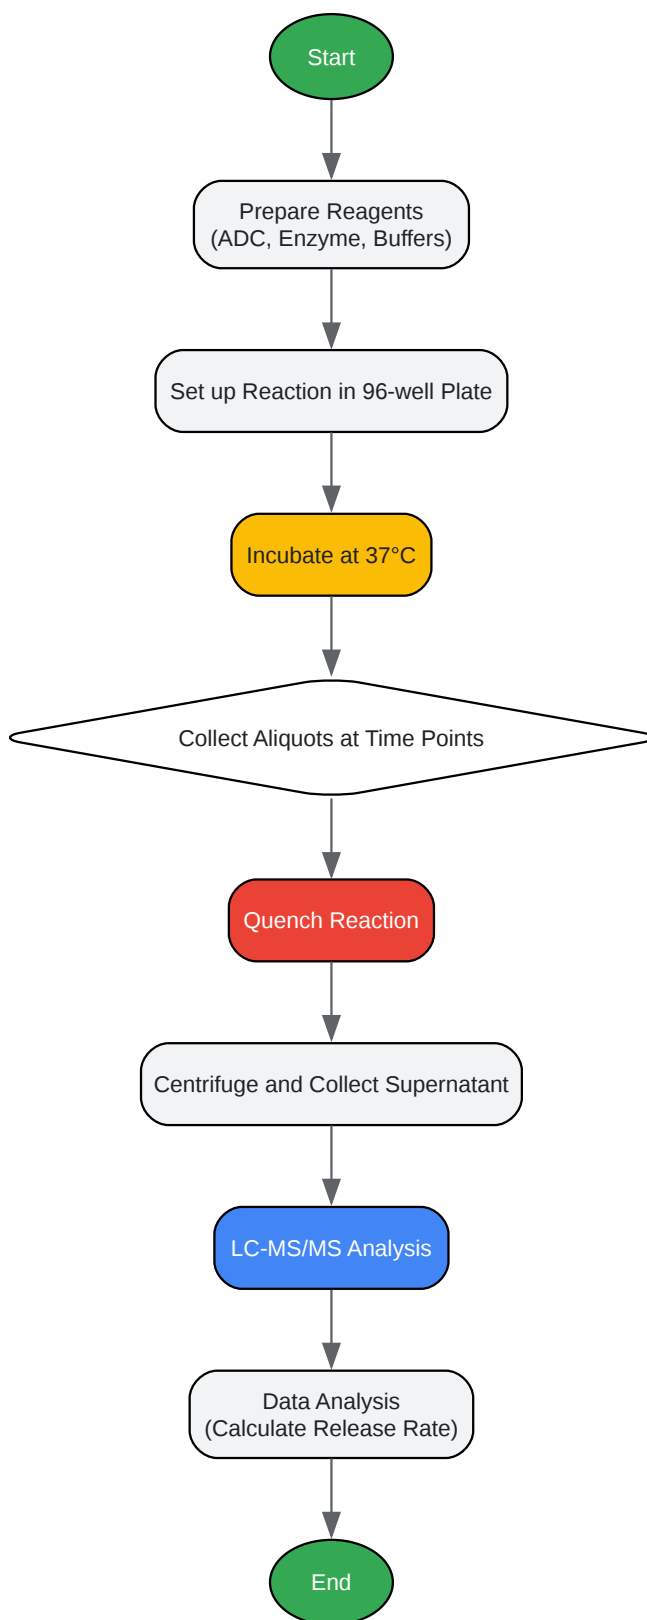 Start
Prepare Reagents
(ADC, Enzyme, Buffers)
Set up Reaction in 96-well Plate
Incubate at 37°C
Collect Aliquots at Time Points
Quench Reaction
Centrifuge and Collect Supernatant
LC-MS/MS Analysis
Data Analysis
(Calculate Release Rate)
End